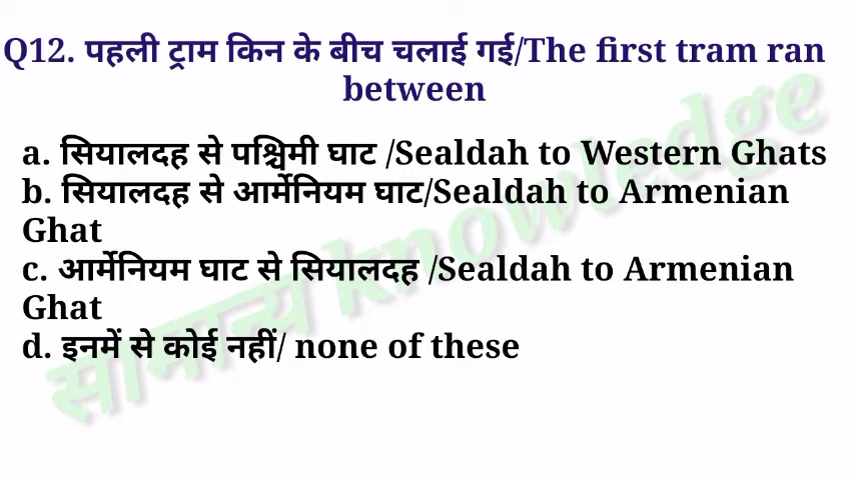 Q12. पहली ट्राम किन के बीच चलाई गई/The first tram ran
between
a. सियालदह से पश्चिमी घाट /Sealdah to Western Ghats
b. सियालदह से आर्मेनियम घाट/Sealdah to Armenian
Ghat
c. आर्मेनियम घाट से सियालदह /Sealdah to Armenian
Ghat
d. इनमें से कोई नहीं/ none of these
सामान्य knowledge